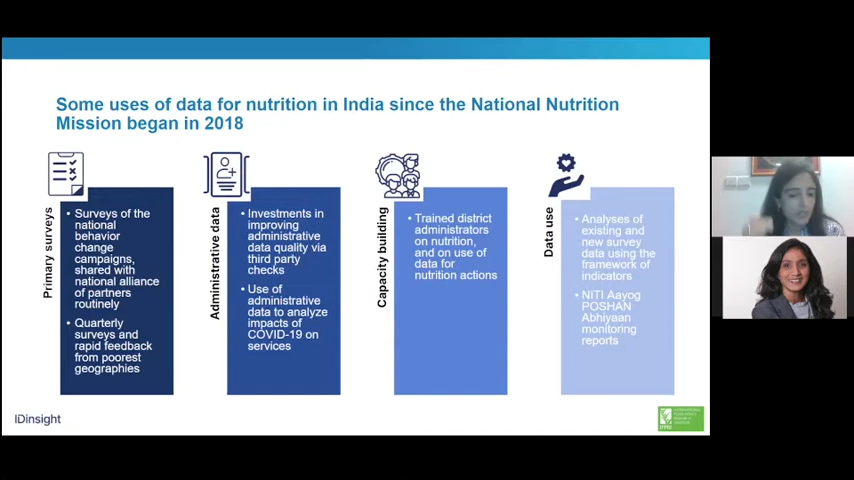 Some uses of data for nutrition in India since the National Nutrition
Mission began in 2018
Primary surveys
• Surveys of the
national
behavior
change
campaigns,
shared with
national alliance
of partners
routinely
• Quarterly
surveys and
rapid feedback
from poorest
geographies
Administrative data
• Investments in
improving
administrative
data quality via
third party
checks
• Use of
administrative
data to analyze
impacts of
COVID-19 on
services
Capacity building
• Trained district
administrators
on nutrition,
and on use of
data for
nutrition actions
Data use
• Analyses of
existing and
new survey
data using the
framework of
indicators
• NITI Aayog
POSHAN
Abhiyaan
monitoring
reports
IDinsight
IFPRI